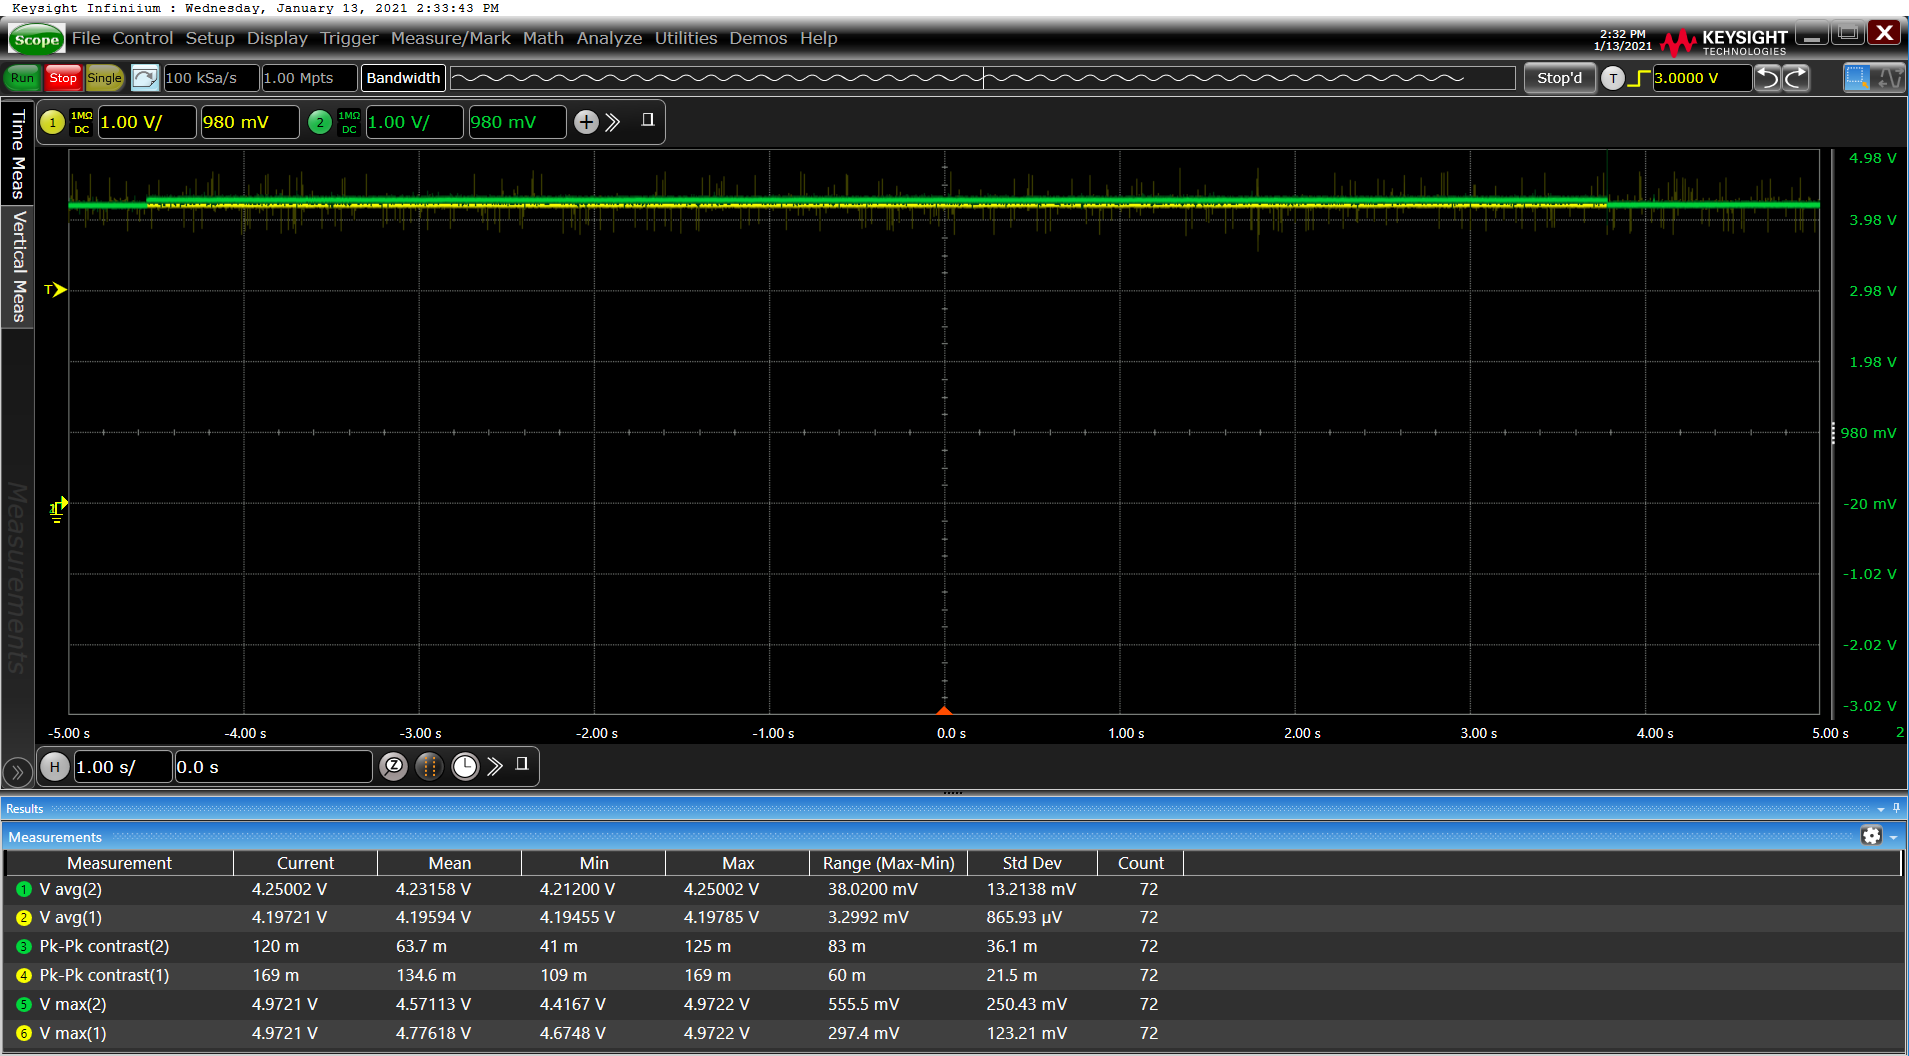 Keysight Infiniium : Wednesday, January 13, 2021 2:33:43 PM
Scope File Control Setup Display Trigger Measure/Mark Math Analyze Utilities Demos Help
2:32 PM
1/13/2021
KEYSIGHT
TECHNOLOGIES
Run Stop Single 100 kSa/s 1.00 Mpts Bandwidth Stop'd T 3.0000 V
Time Meas
Vertical Meas
Measurements
1 1MΩ DC 1.00 V/ 980 mV 2 1MΩ DC 1.00 V/ 980 mV
4.98 V
3.98 V
T 2.98 V
1.98 V
980 mV
1 -20 mV
-1.02 V
-2.02 V
-3.02 V
-5.00 s -4.00 s -3.00 s -2.00 s -1.00 s 0.0 s 1.00 s 2.00 s 3.00 s 4.00 s 5.00 s 2
H 1.00 s/ 0.0 s Z
Results
Measurements
Measurement Current Mean Min Max Range (Max-Min) Std Dev Count
1 V avg(2) 4.25002 V 4.23158 V 4.21200 V 4.25002 V 38.0200 mV 13.2138 mV 72
2 V avg(1) 4.19721 V 4.19594 V 4.19455 V 4.19785 V 3.2992 mV 865.93 µV 72
3 Pk-Pk contrast(2) 120 m 63.7 m 41 m 125 m 83 m 36.1 m 72
4 Pk-Pk contrast(1) 169 m 134.6 m 109 m 169 m 60 m 21.5 m 72
5 V max(2) 4.9721 V 4.57113 V 4.4167 V 4.9722 V 555.5 mV 250.43 mV 72
6 V max(1) 4.9721 V 4.77618 V 4.6748 V 4.9722 V 297.4 mV 123.21 mV 72